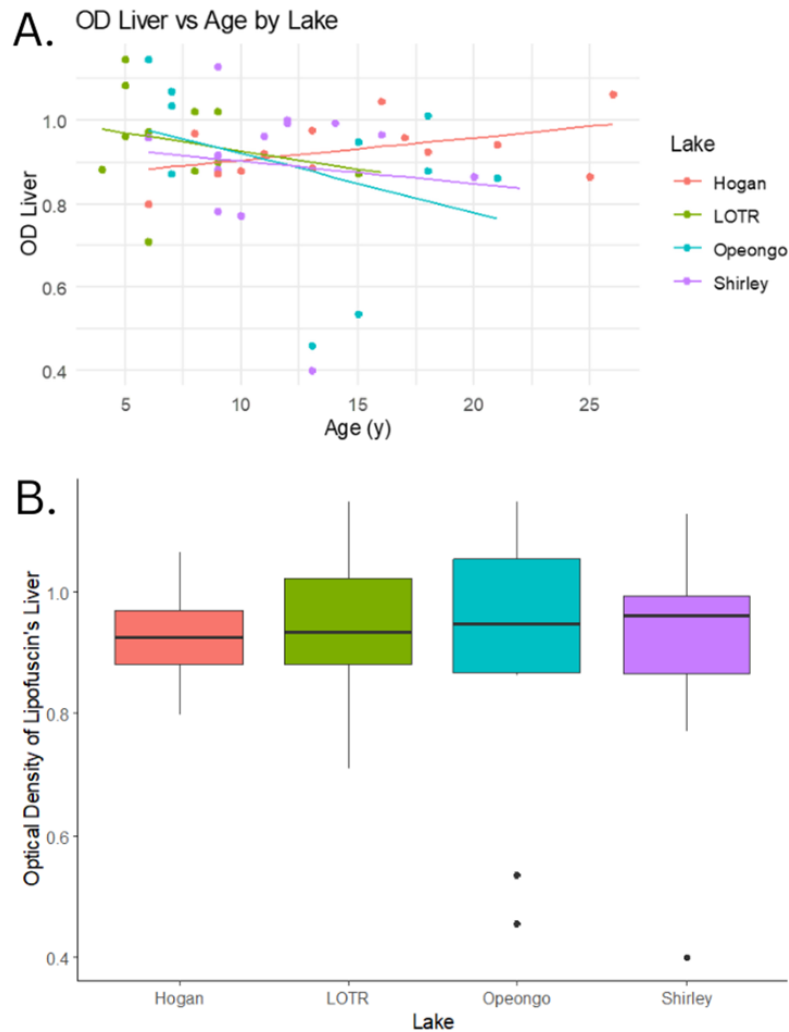 A.
OD Liver vs Age by Lake
OD Liver
1.0
0.8
0.6
0.4
5 10 15 20 25
Age (y)
Lake
Hogan
LOTR
Opeongo
Shirley
B.
Optical Density of Lipofuscin's Liver
1.0
0.8
0.6
0.4
Hogan LOTR Opeongo Shirley
Lake